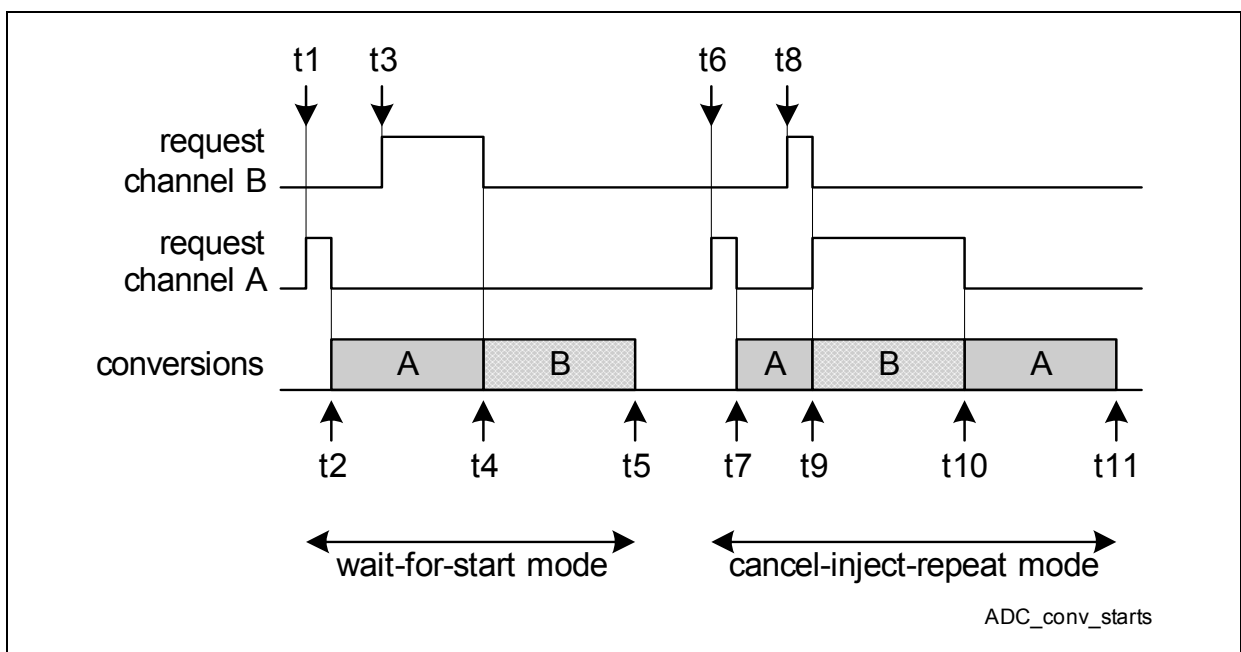 t1 t3 t6 t8
request
channel B
request
channel A
conversions A B A B A
t2 t4 t5 t7 t9 t10 t11
wait-for-start mode cancel-inject-repeat mode
ADC_conv_starts